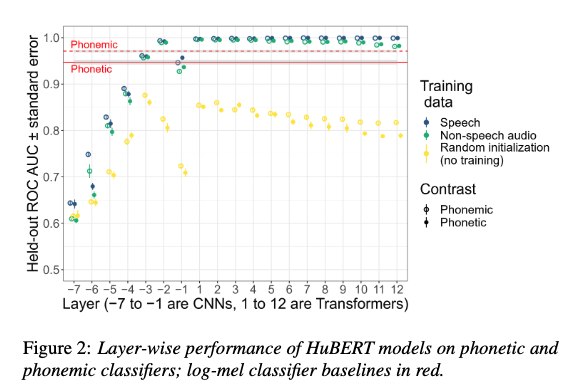 1.0
0.9
0.8
0.7
0.6
0.5
Held-out ROC AUC ± standard error
Phonemic
Phonetic
-7 -6 -5 -4 -3 -2 -1 1 2 3 4 5 6 7 8 9 10 11 12
Layer (-7 to -1 are CNNs, 1 to 12 are Transformers)
Training
data
Speech
Non-speech audio
Random initialization
(no training)
Contrast
Phonemic
Phonetic
Figure 2: Layer-wise performance of HuBERT models on phonetic and
phonemic classifiers; log-mel classifier baselines in red.